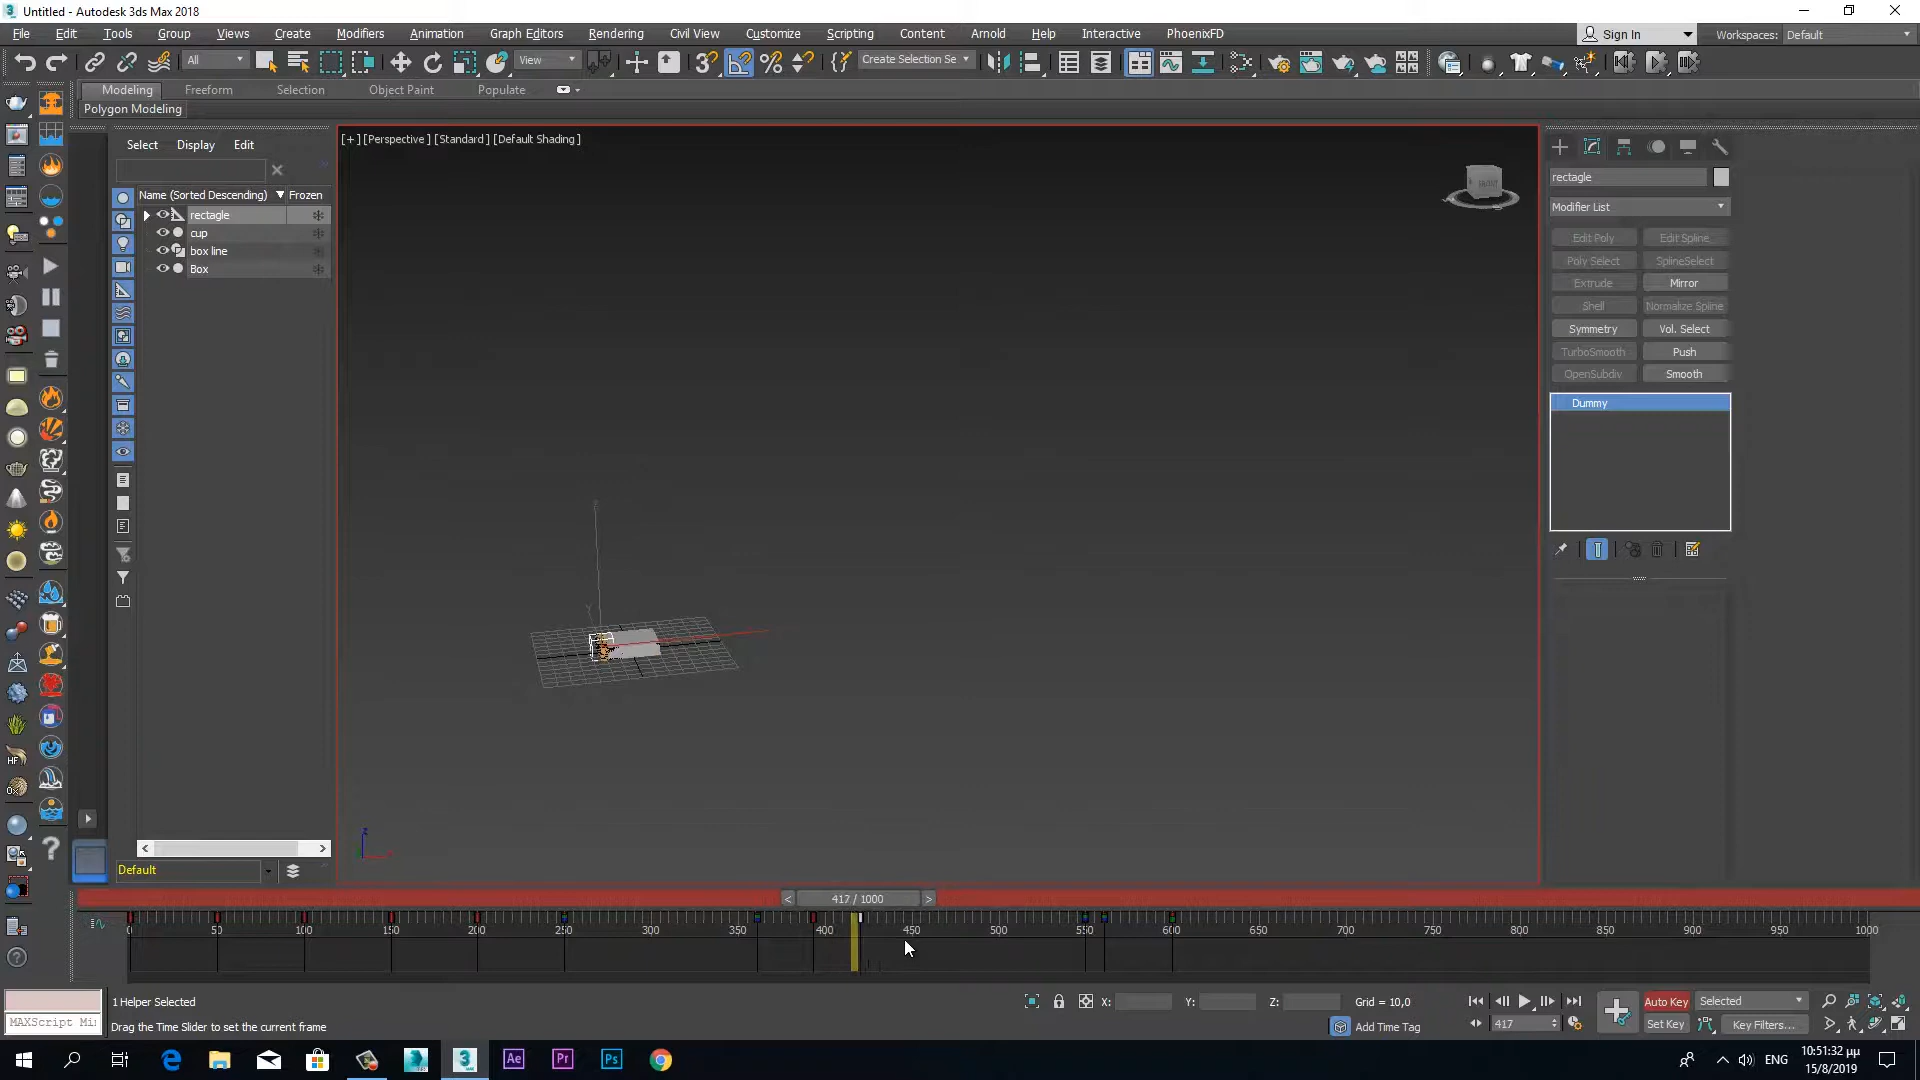 Untitled - Autodesk 3ds Max 2018
File Edit Tools Group Views Create Modifiers Animation Graph Editors Rendering Civil View Customize Scripting Content Arnold Help Interactive PhoenixFD Sign In Workspaces: Default
All View Create Selection Se
Modeling Freeform Selection Object Paint Populate
Polygon Modeling
Select Display Edit
[+] [Perspective] [Standard] [Default Shading]
Name (Sorted Descending) Frozen
rectagle
cup
box line
Box
FRONT
rectagle
Modifier List
Edit Poly Edit Spline
Poly Select SplineSelect
Extrude Mirror
Shell Normalize Spline
Symmetry Vol. Select
TurboSmooth Push
OpenSubdiv Smooth
Dummy
HF
z
Default
< 417 / 1000 >
0 50 100 150 200 250 300 350 400 450 500 550 600 650 700 750 800 850 900 950 1000
1 Helper Selected X: Y: Z: Grid = 10,0 Auto Key Selected
MAXScript Mi Drag the Time Slider to set the current frame Add Time Tag 417 Set Key Key Filters...
Ae Pr Ps ENG 10:51:32 μμ
15/8/2019